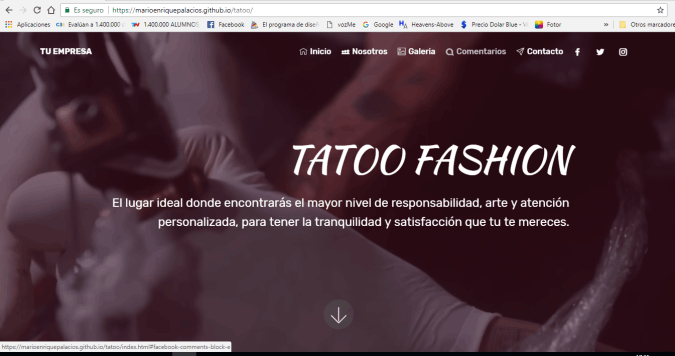 Es seguro | https://marioenriquepalacios.github.io/tatoo/
Aplicaciones
Evalúan a 1.400.000
1.400.000 ALUMNOS
Facebook
El programa de dise
vozMe
Google
Heavens-Above
Precio Dolar Blue - V
Fotor
»
Otros marcadores
TU EMPRESA
Inicio
Nosotros
Galeria
Comentarios
Contacto
TATOO FASHION
El lugar ideal donde encontrarás el mayor nivel de responsabilidad, arte y atención
personalizada, para tener la tranquilidad y satisfacción que tu te mereces.
https://marioenriquepalacios.github.io/tatoo/index.html#facebook-comments-block-e